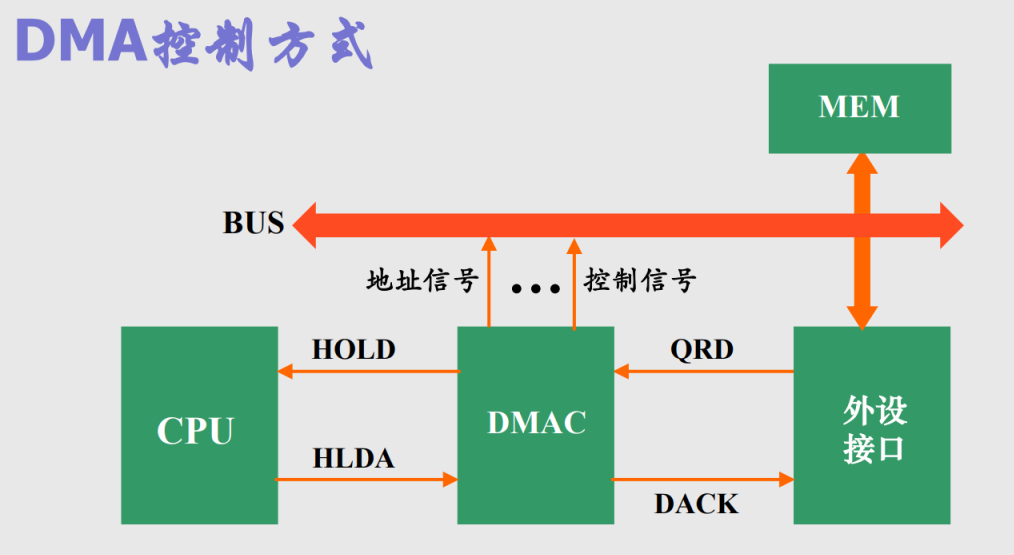 DMA控制方式
MEM
BUS
地址信号
•••
控制信号
HOLD
QRD
CPU
DMAC
外设
接口
HLDA
DACK